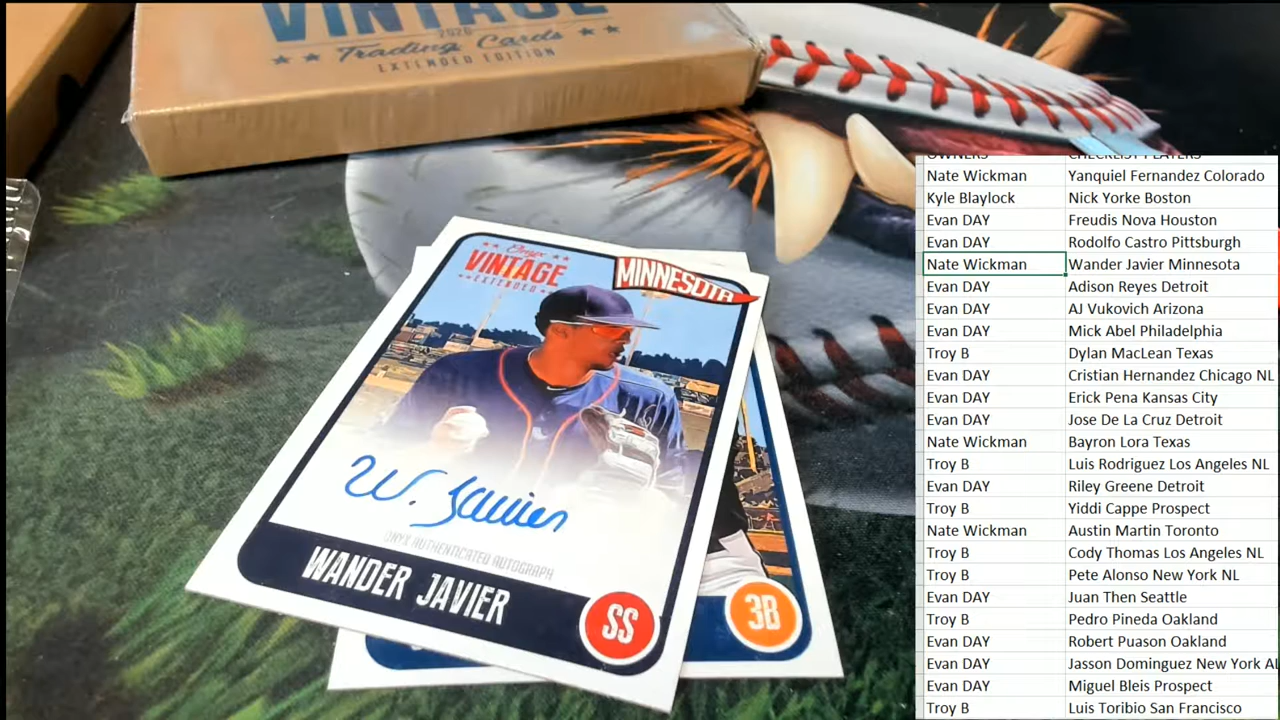 VINTAGE
2020
Trading Cards
EXTENDED EDITION
Onyx
VINTAGE
EXTENDED
MINNESOTA
W. Javier
ONYX AUTHENTICATED AUTOGRAPH
WANDER JAVIER
SS
3B
OWNERS CHECKLIST PLAYERS
Nate Wickman Yanquiel Fernandez Colorado
Kyle Blaylock Nick Yorke Boston
Evan DAY Freudis Nova Houston
Evan DAY Rodolfo Castro Pittsburgh
Nate Wickman Wander Javier Minnesota
Evan DAY Adison Reyes Detroit
Evan DAY AJ Vukovich Arizona
Evan DAY Mick Abel Philadelphia
Troy B Dylan MacLean Texas
Evan DAY Cristian Hernandez Chicago NL
Evan DAY Erick Pena Kansas City
Evan DAY Jose De La Cruz Detroit
Nate Wickman Bayron Lora Texas
Troy B Luis Rodriguez Los Angeles NL
Evan DAY Riley Greene Detroit
Troy B Yiddi Cappe Prospect
Nate Wickman Austin Martin Toronto
Troy B Cody Thomas Los Angeles NL
Troy B Pete Alonso New York NL
Evan DAY Juan Then Seattle
Troy B Pedro Pineda Oakland
Evan DAY Robert Puason Oakland
Evan DAY Jasson Dominguez New York Al
Evan DAY Miguel Bleis Prospect
Troy B Luis Toribio San Francisco